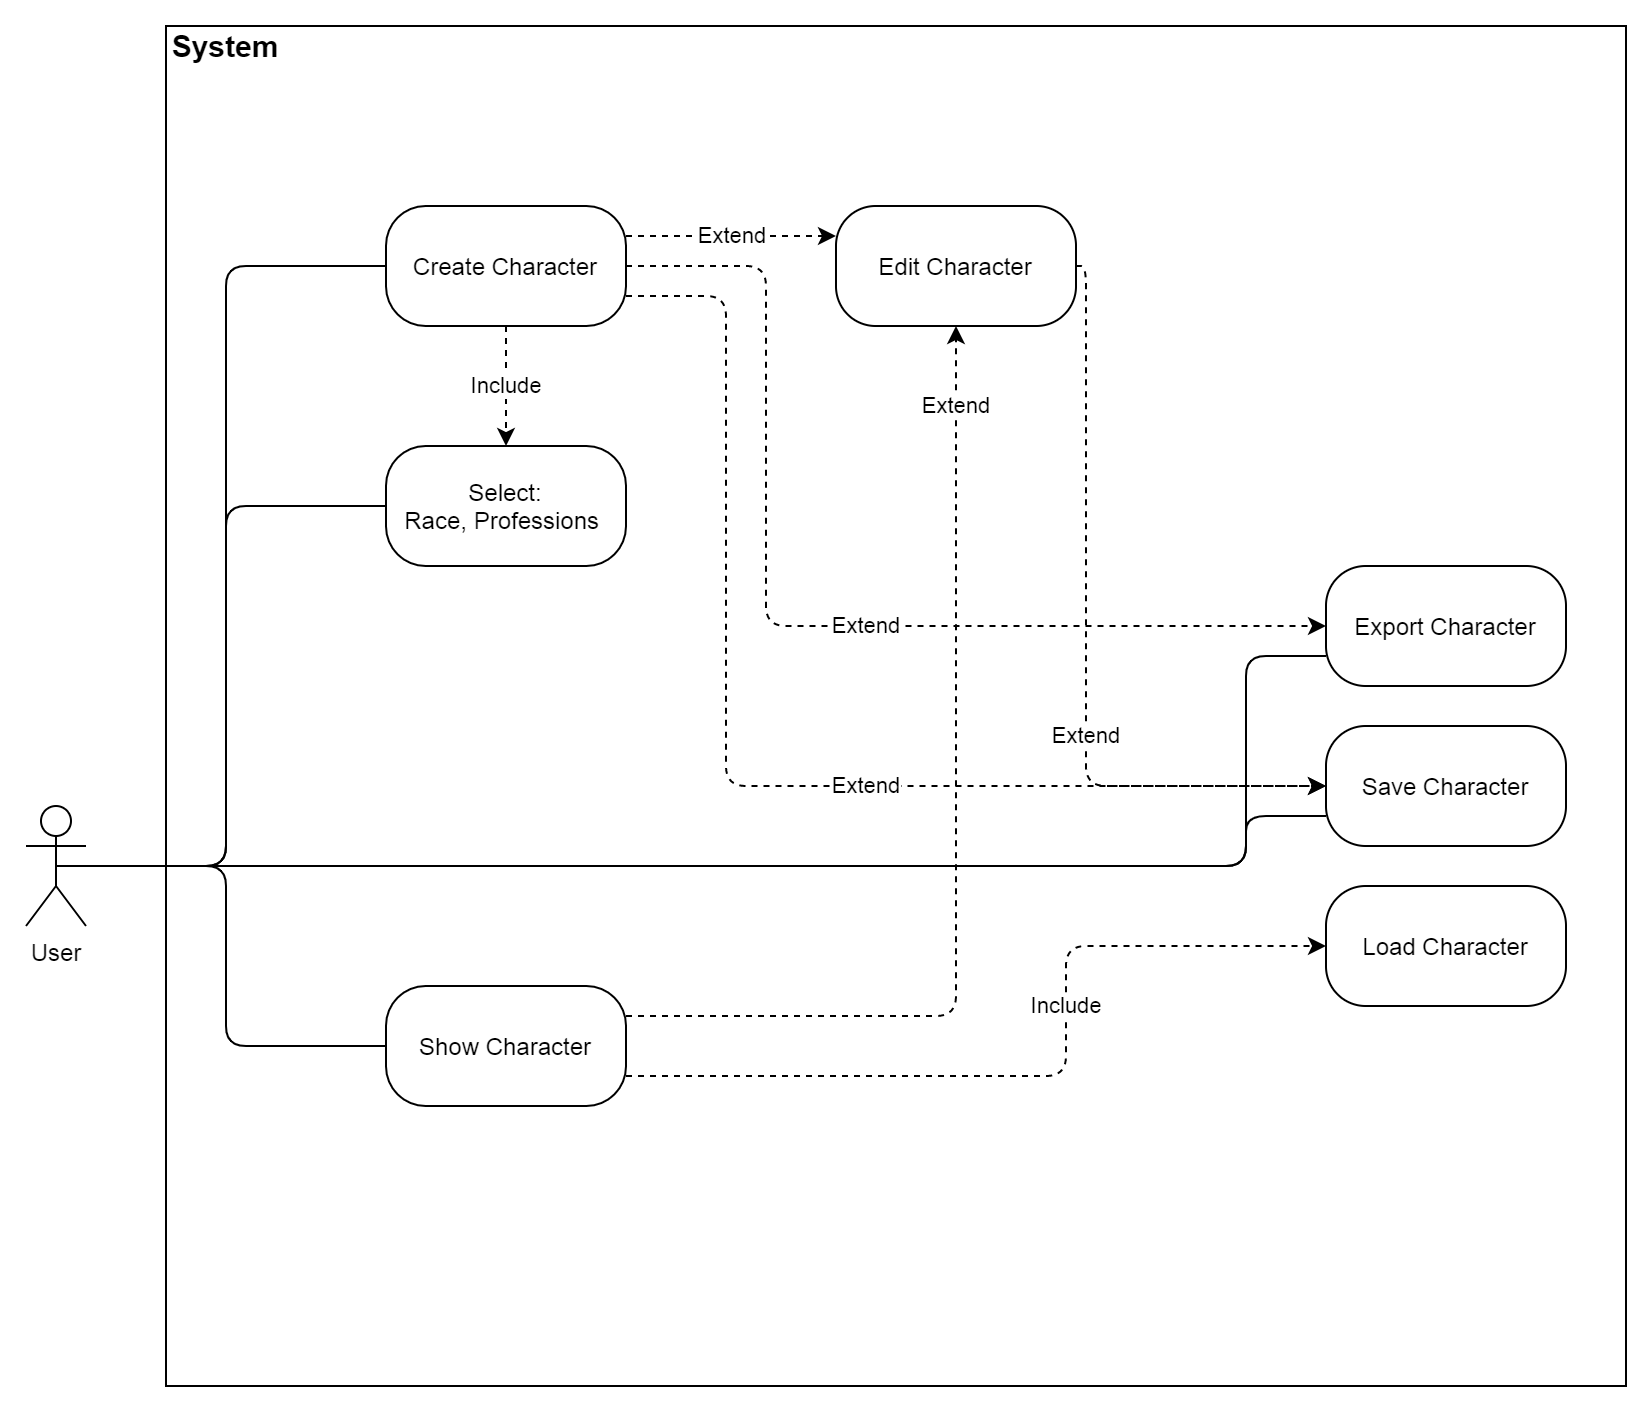 System
Create Character
Extend
Edit Character
Include
Extend
Select:
Race, Professions
Extend
Export Character
Extend
Extend
Save Character
User
Load Character
Include
Show Character